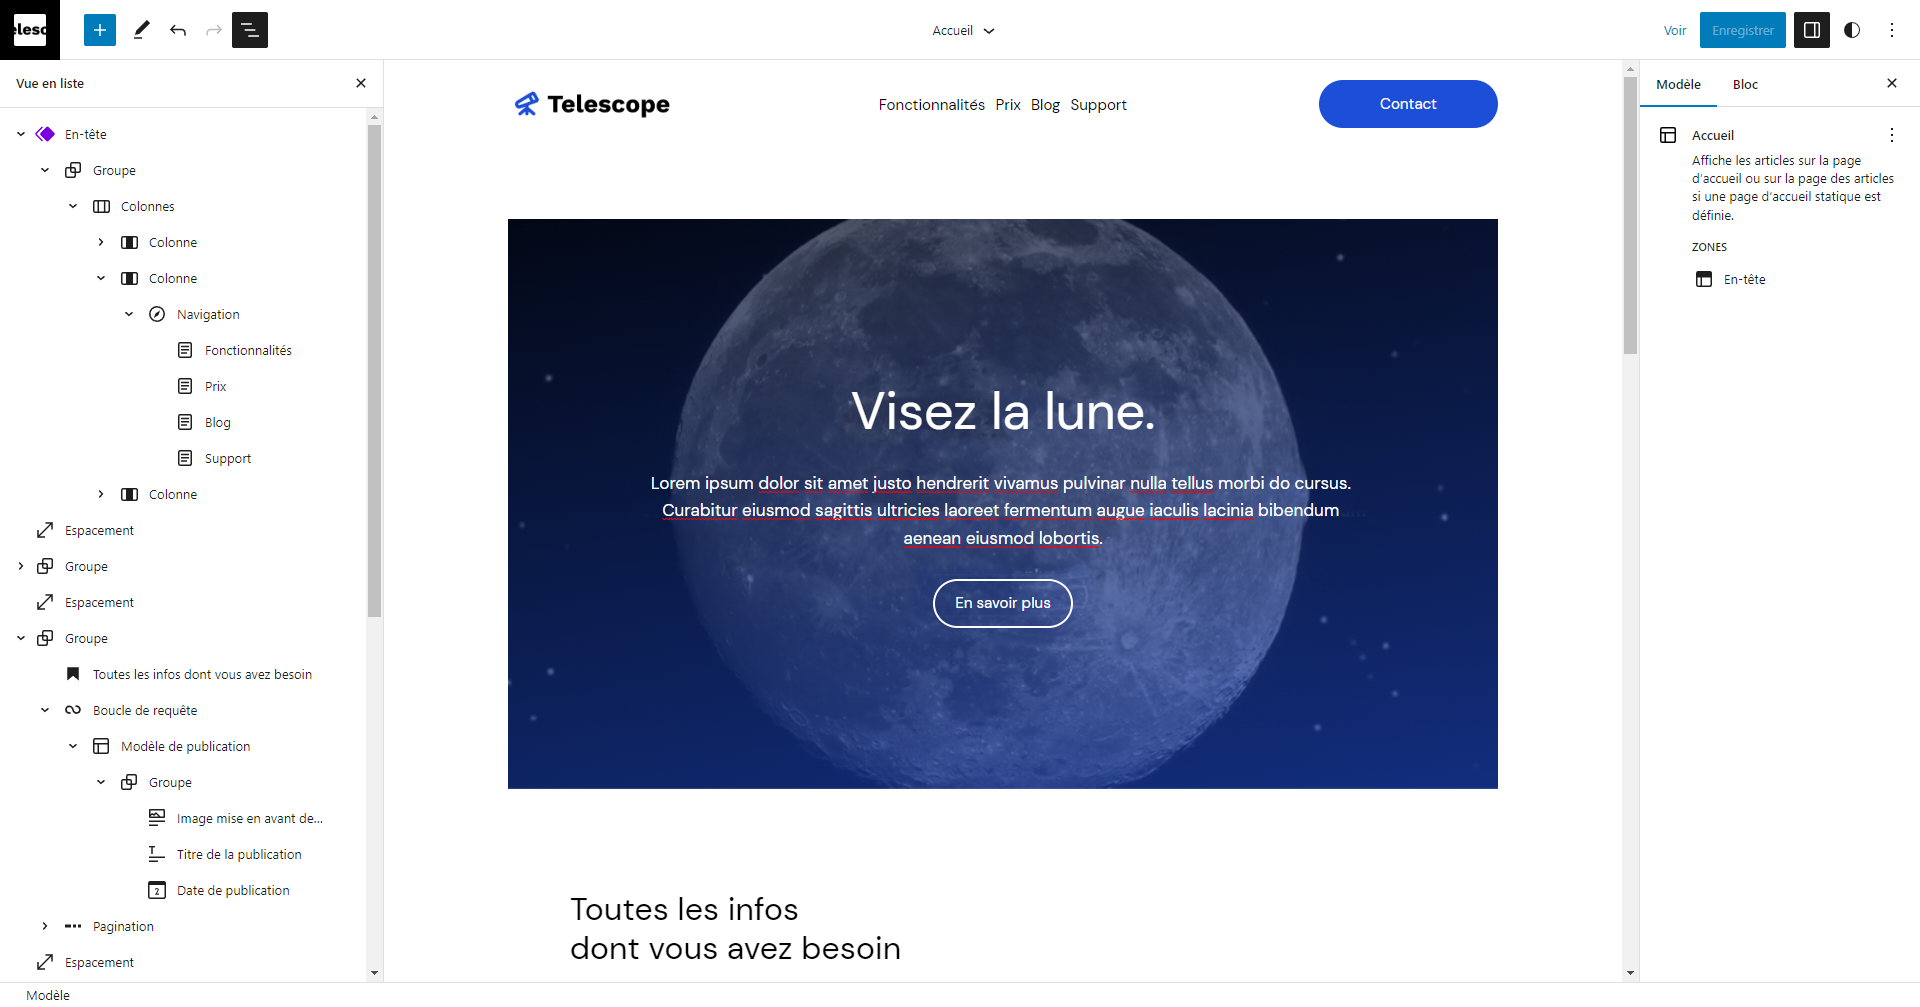 elesc
Accueil
Voir
Enregistrer
Vue en liste
En-tête
Groupe
Colonnes
Colonne
Colonne
Navigation
Fonctionnalités
Prix
Blog
Support
Colonne
Espacement
Groupe
Espacement
Groupe
Toutes les infos dont vous avez besoin
Boucle de requête
Modèle de publication
Groupe
Image mise en avant de...
Titre de la publication
2
Date de publication
Pagination
Espacement
Modèle
Telescope
Fonctionnalités Prix Blog Support
Contact
Visez la lune.
Lorem ipsum dolor sit amet justo hendrerit vivamus pulvinar nulla tellus morbi do cursus.
Curabitur eiusmod sagittis ultricies laoreet fermentum augue iaculis lacinia bibendum
aenean eiusmod lobortis.
En savoir plus
Toutes les infos
dont vous avez besoin
Modèle
Bloc
Accueil
Affiche les articles sur la page
d’accueil ou sur la page des articles
si une page d’accueil statique est
définie.
ZONES
En-tête